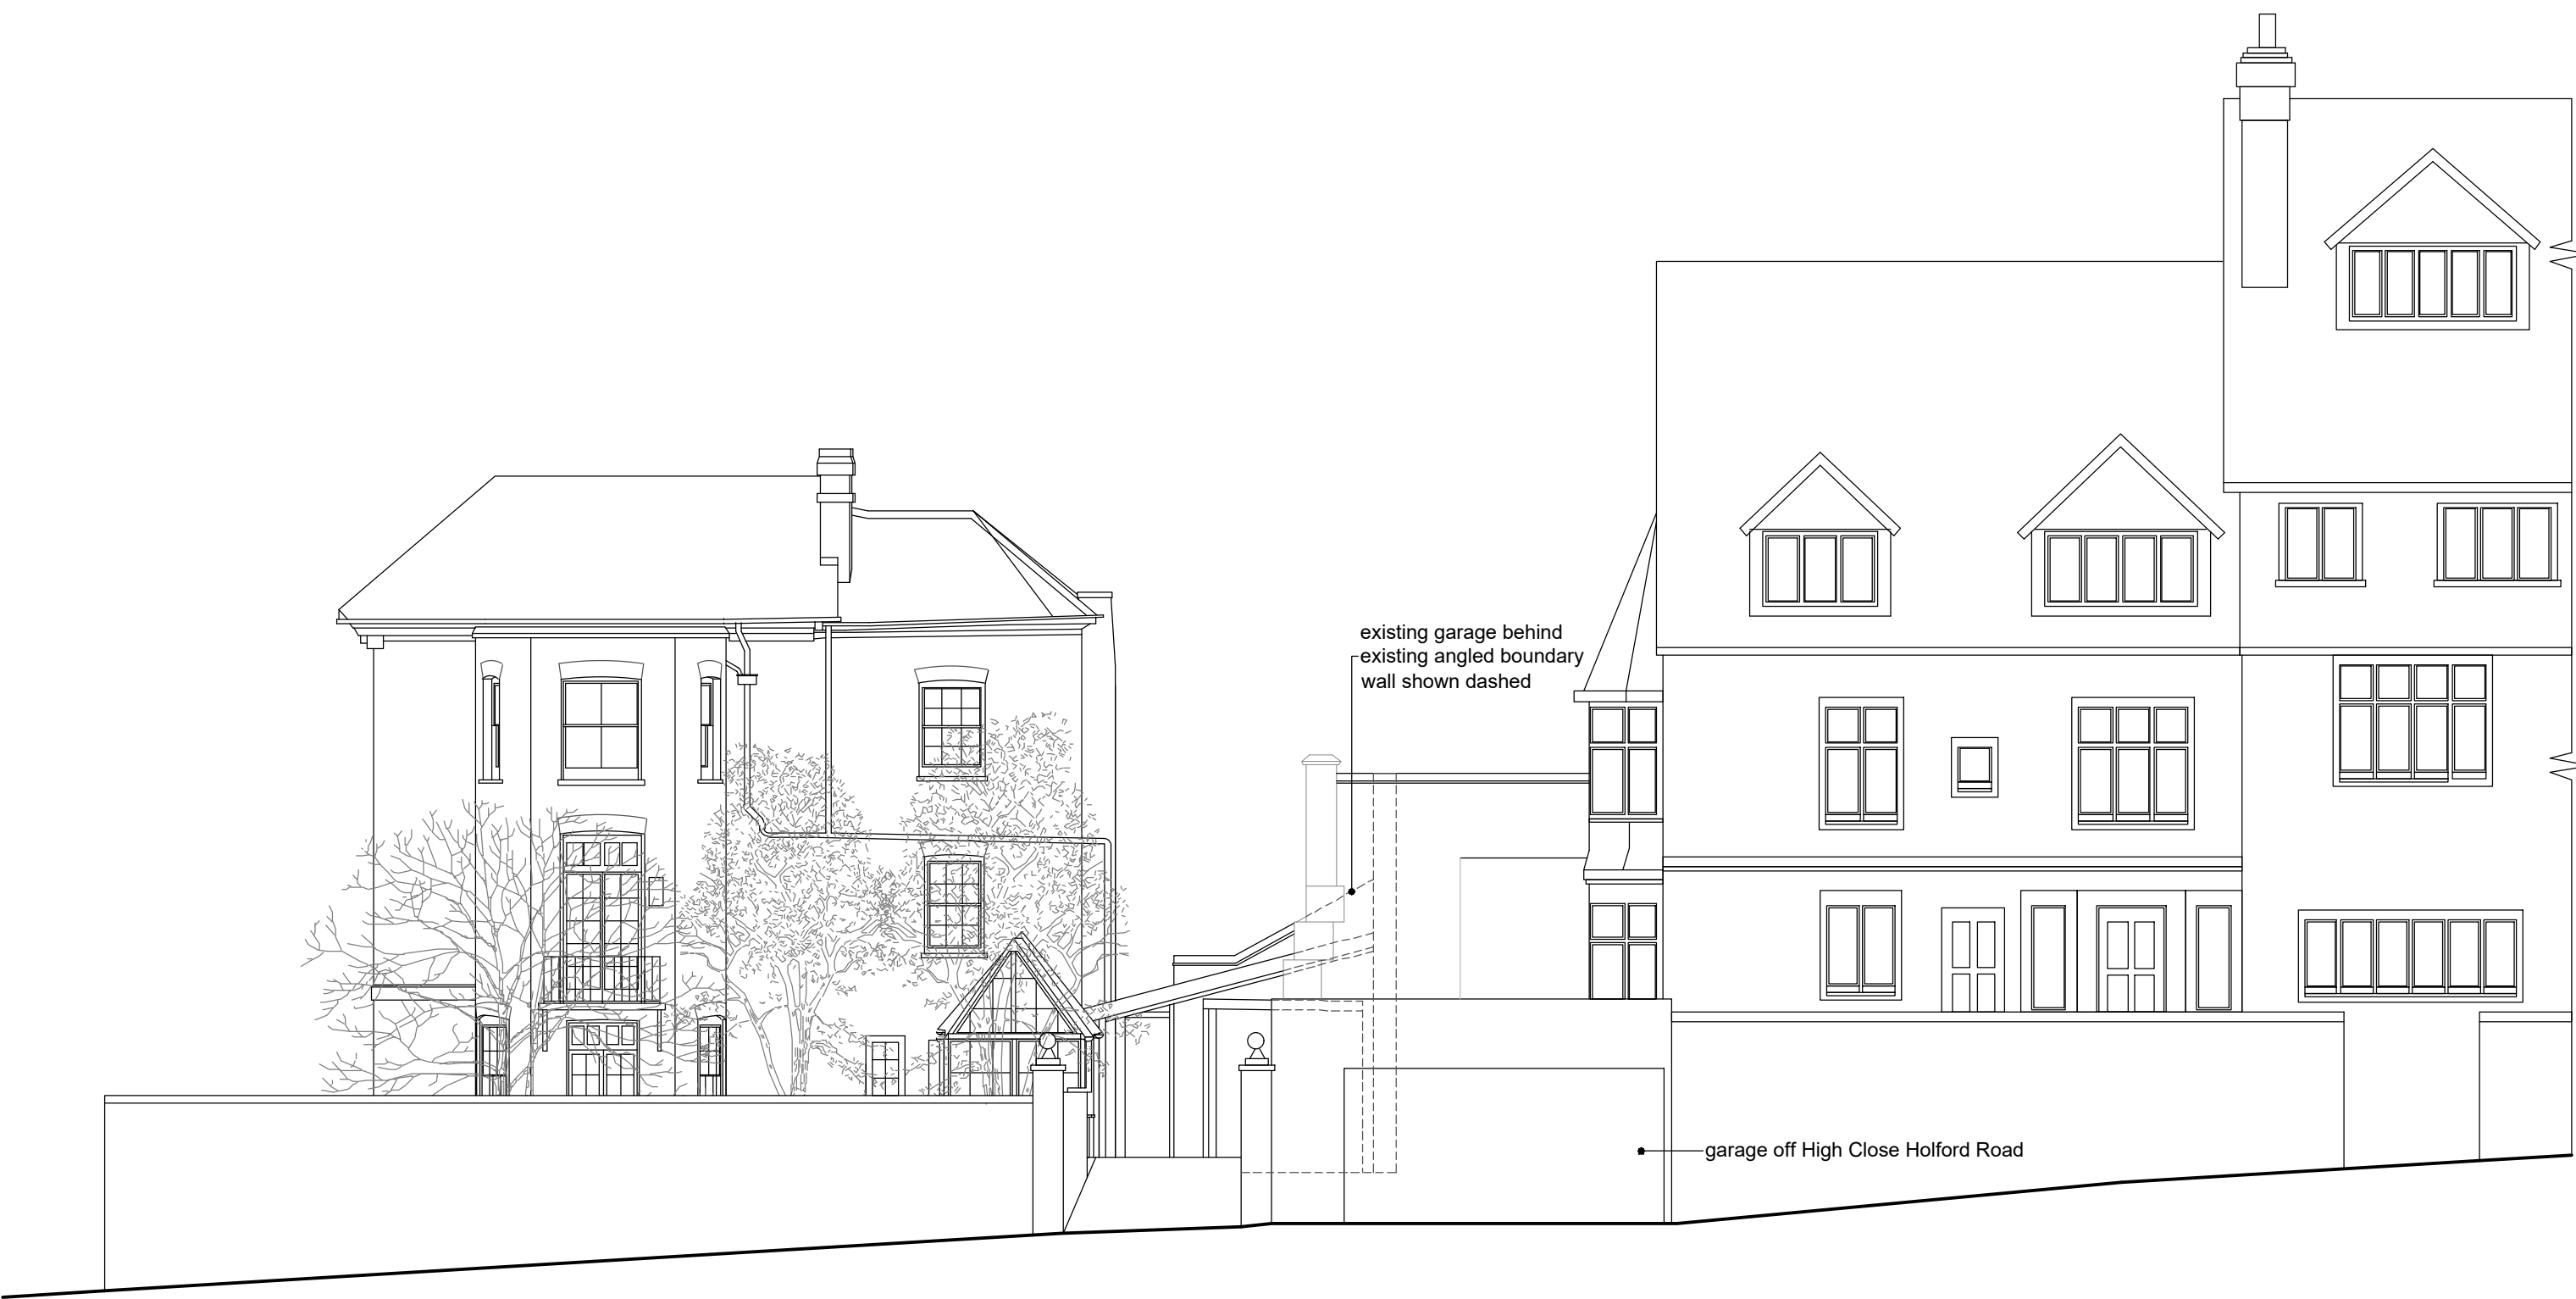 existing garage behind
existing angled boundary
wall shown dashed
garage off High Close Holford Road